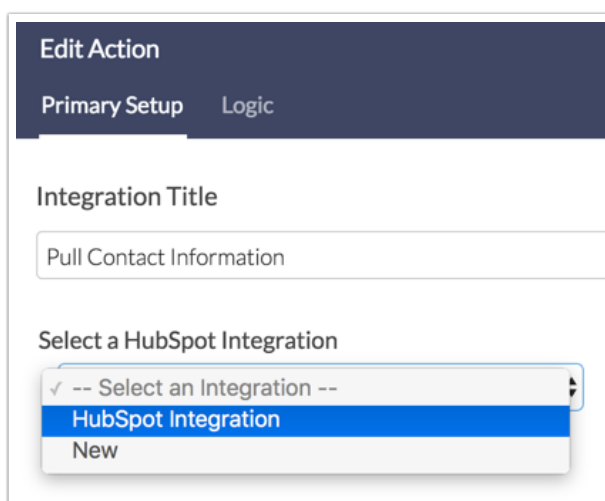 Edit Action
Primary Setup Logic
Integration Title
Pull Contact Information
Select a HubSpot Integration
✓ -- Select an Integration --
HubSpot Integration
New